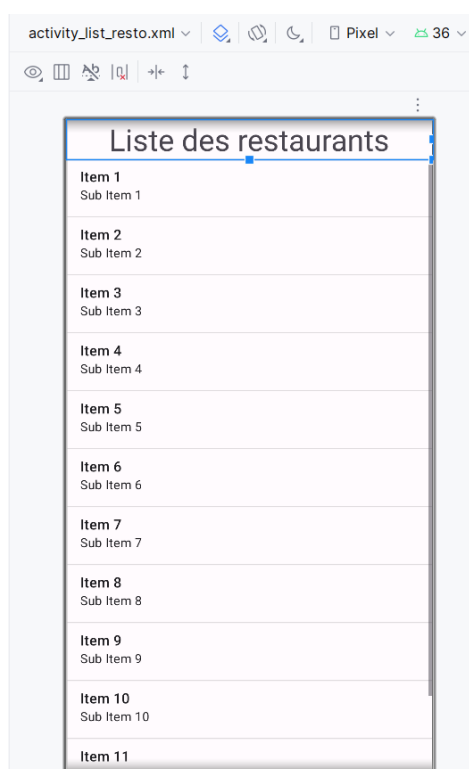 activity_list_resto.xml Pixel 36
Liste des restaurants
Item 1
Sub Item 1
Item 2
Sub Item 2
Item 3
Sub Item 3
Item 4
Sub Item 4
Item 5
Sub Item 5
Item 6
Sub Item 6
Item 7
Sub Item 7
Item 8
Sub Item 8
Item 9
Sub Item 9
Item 10
Sub Item 10
Item 11